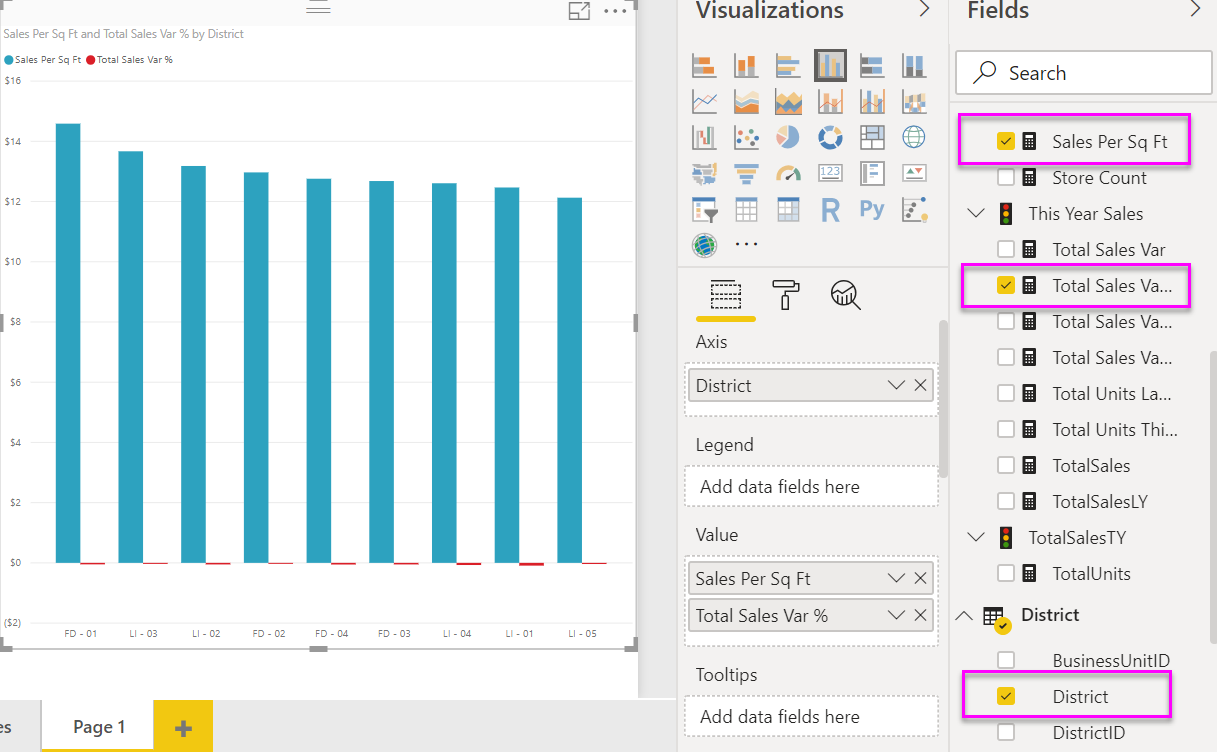 Sales Per Sq Ft and Total Sales Var % by District
Sales Per Sq Ft Total Sales Var %
$16
$14
$12
$10
$8
$6
$4
$2
$0
($2)
FD - 01 LI - 03 LI - 02 FD - 02 FD - 04 FD - 03 LI - 04 LI - 01 LI - 05
es
Page 1
+
Visualizations
123
R Py
...
Axis
District
Legend
Add data fields here
Value
Sales Per Sq Ft
Total Sales Var %
Tooltips
Add data fields here
Fields
Search
Sales Per Sq Ft
Store Count
This Year Sales
Total Sales Var
Total Sales Va...
Total Sales Va...
Total Sales Va...
Total Units La...
Total Units Thi...
TotalSales
TotalSalesLY
TotalSalesTY
TotalUnits
District
BusinessUnitID
District
DistrictID